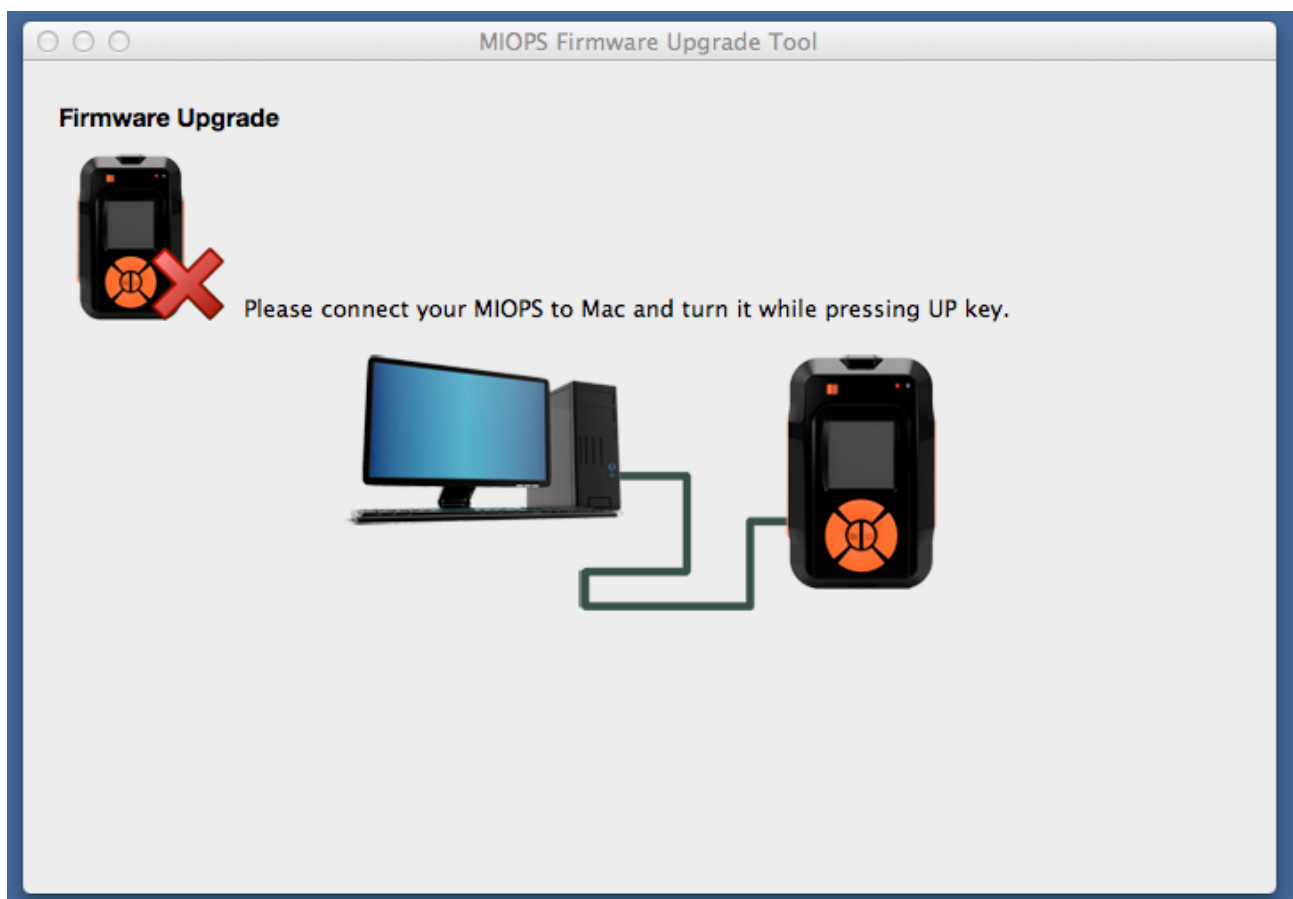 MIOPS Firmware Upgrade Tool
Firmware Upgrade
Please connect your MIOPS to Mac and turn it while pressing UP key.